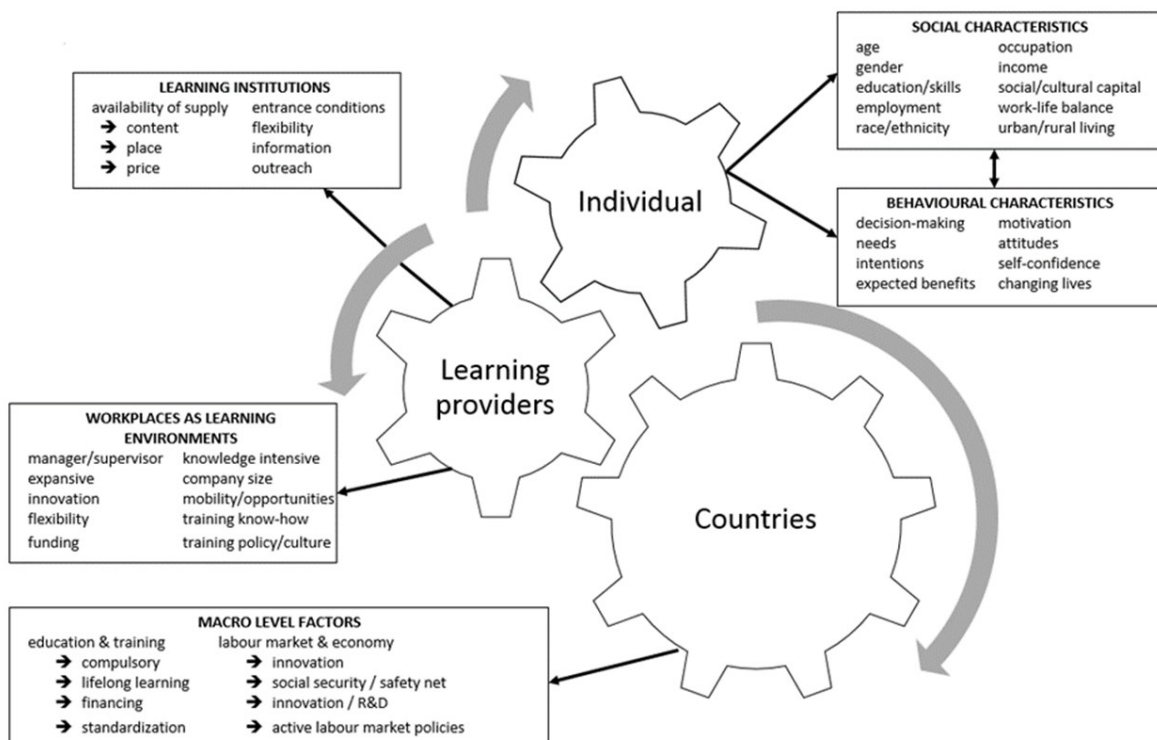 SOCIAL CHARACTERISTICS
age occupation
gender income
education/skills social/cultural capital
employment work-life balance
race/ethnicity urban/rural living
LEARNING INSTITUTIONS
availability of supply entrance conditions
➔ content flexibility
➔ place information
➔ price outreach
Individual
BEHAVIOURAL CHARACTERISTICS
decision-making motivation
needs attitudes
intentions self-confidence
expected benefits changing lives
Learning
providers
WORKPLACES AS LEARNING
ENVIRONMENTS
manager/supervisor knowledge intensive
expansive company size
innovation mobility/opportunities
flexibility training know-how
funding training policy/culture
Countries
MACRO LEVEL FACTORS
education & training labour market & economy
➔ compulsory ➔ innovation
➔ lifelong learning ➔ social security / safety net
➔ financing ➔ innovation / R&D
➔ standardization ➔ active labour market policies